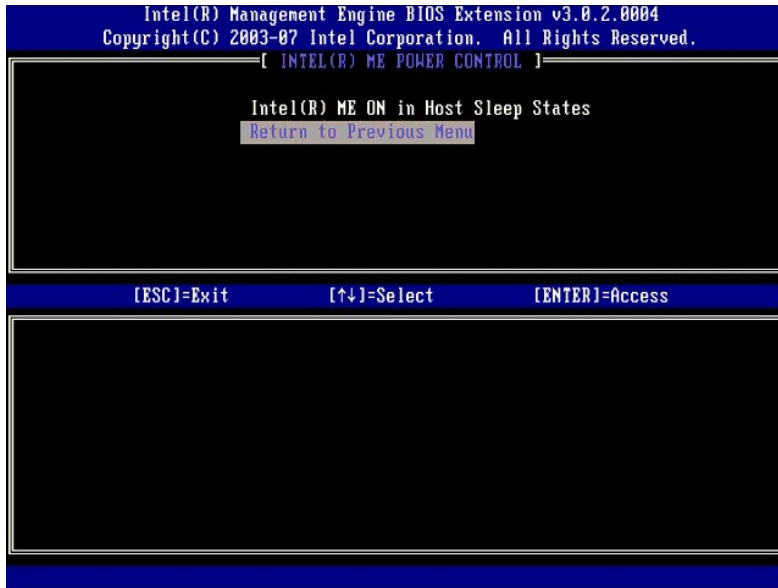 Intel(R) Management Engine BIOS Extension v3.0.2.0004
Copyright(C) 2003-07 Intel Corporation. All Rights Reserved.
[ INTEL(R) ME POWER CONTROL ]
Intel(R) ME ON in Host Sleep States
Return to Previous Menu
[ESC]=Exit [↑↓]=Select [ENTER]=Access